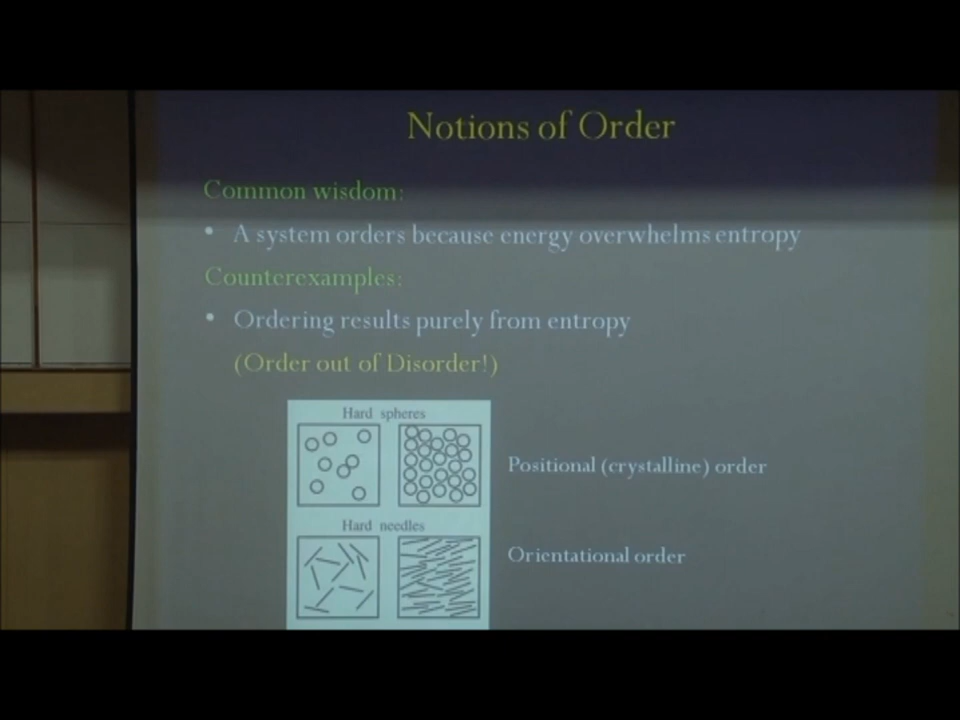 Notions of Order
Common wisdom:
• A system orders because energy overwhelms entropy
Counterexamples:
• Ordering results purely from entropy
(Order out of Disorder!)
Hard spheres
Positional (crystalline) order
Hard needles
Orientational order